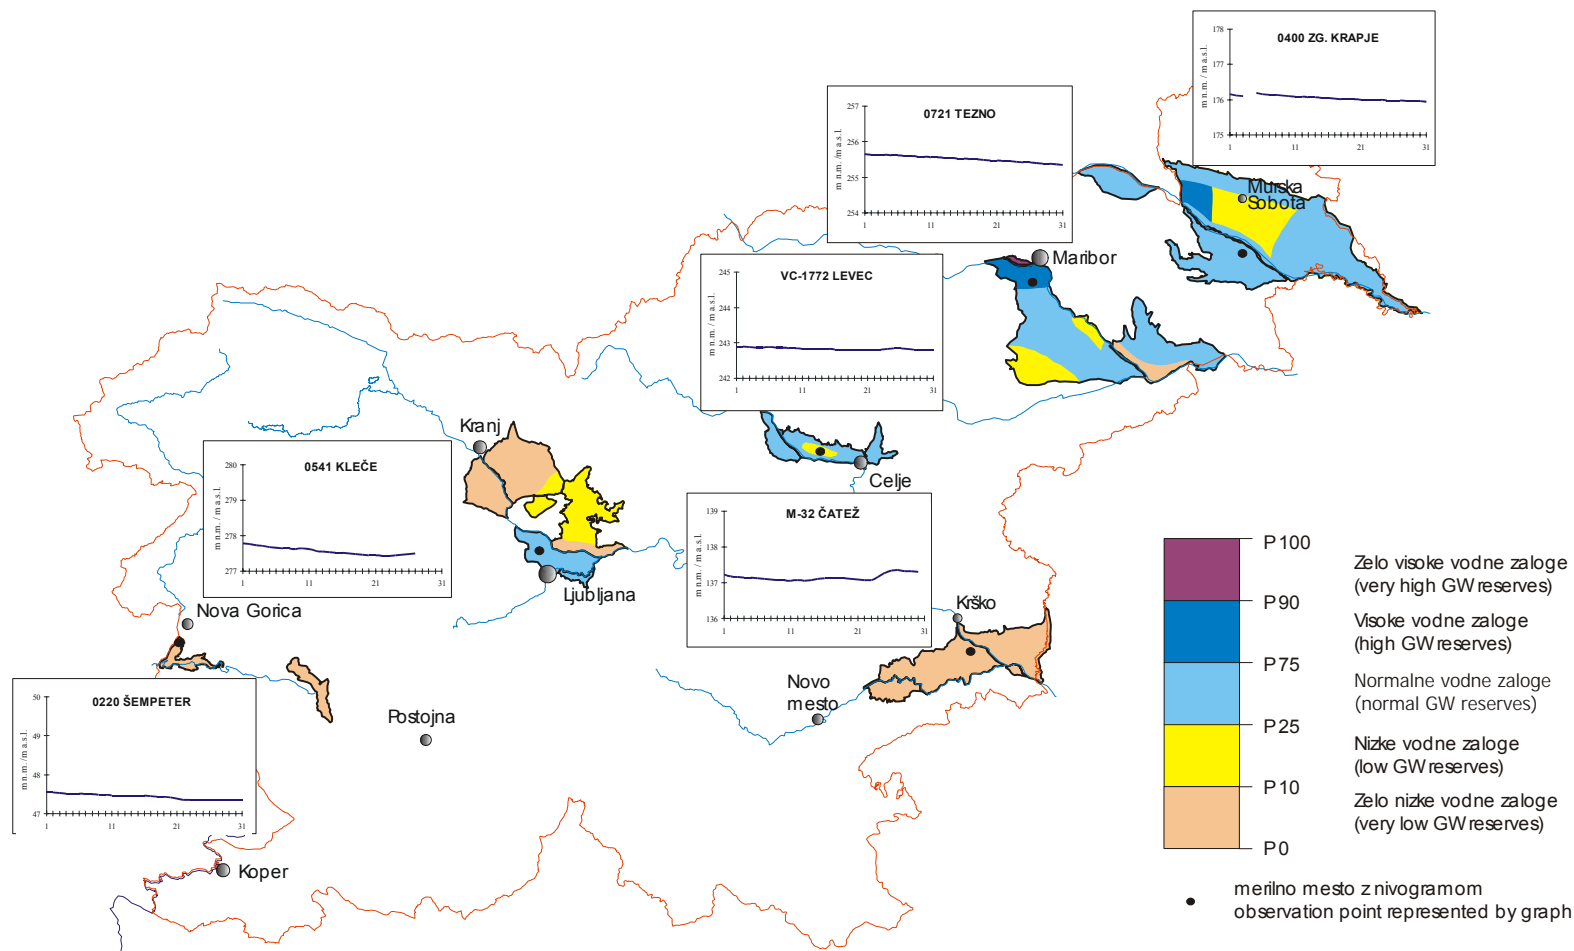 0400 ZG. KRAPJE
m n.m. / m a.s.l.
178
177
176
175
1
11
21
31
0721 TEZNO
m n.m. /m a.s.l.
257
256
255
254
1
11
21
31
Murska
Sobota
Maribor
VC-1772 LEVEC
m n.m. / m a.s.l.
245
244
243
242
1
11
21
31
Kranj
Celje
0541 KLEČE
m n.m. / m a.s.l.
280
279
278
277
1
11
21
31
M-32 ČATEŽ
m n.m. / m a.s.l.
139
138
137
136
1
11
21
31
Ljubljana
Nova Gorica
Krško
Novo
mesto
Postojna
0220 ŠEMPETER
m n.m. /m a.s.l.
50
49
48
47
1
11
21
31
Koper
P 100
Zelo visoke vodne zaloge
(very high GW reserves)
P 90
Visoke vodne zaloge
(high GW reserves)
P 75
Normalne vodne zaloge
(normal GW reserves)
P 25
Nizke vodne zaloge
(low GW reserves)
P 10
Zelo nizke vodne zaloge
(very low GW reserves)
P 0
merilno mesto z nivogramom
observation point represented by graph